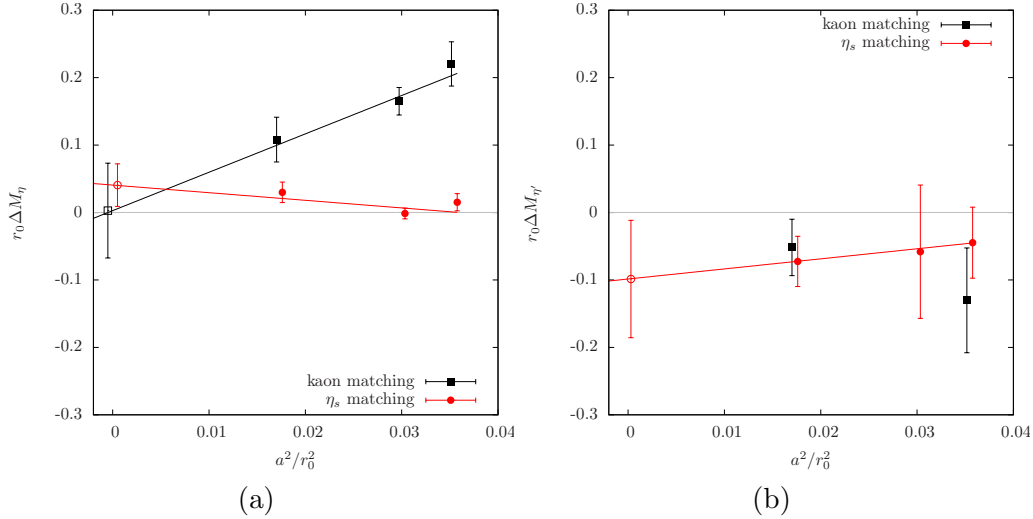 0.3
0.2
0.1
0
-0.1
-0.2
-0.3
r₀ΔM_η
0
0.01
0.02
0.03
0.04
a²/r₀²
kaon matching
ηₛ matching
(a)
0.3
0.2
0.1
0
-0.1
-0.2
-0.3
r₀ΔM_η′
0
0.01
0.02
0.03
0.04
a²/r₀²
kaon matching
ηₛ matching
(b)